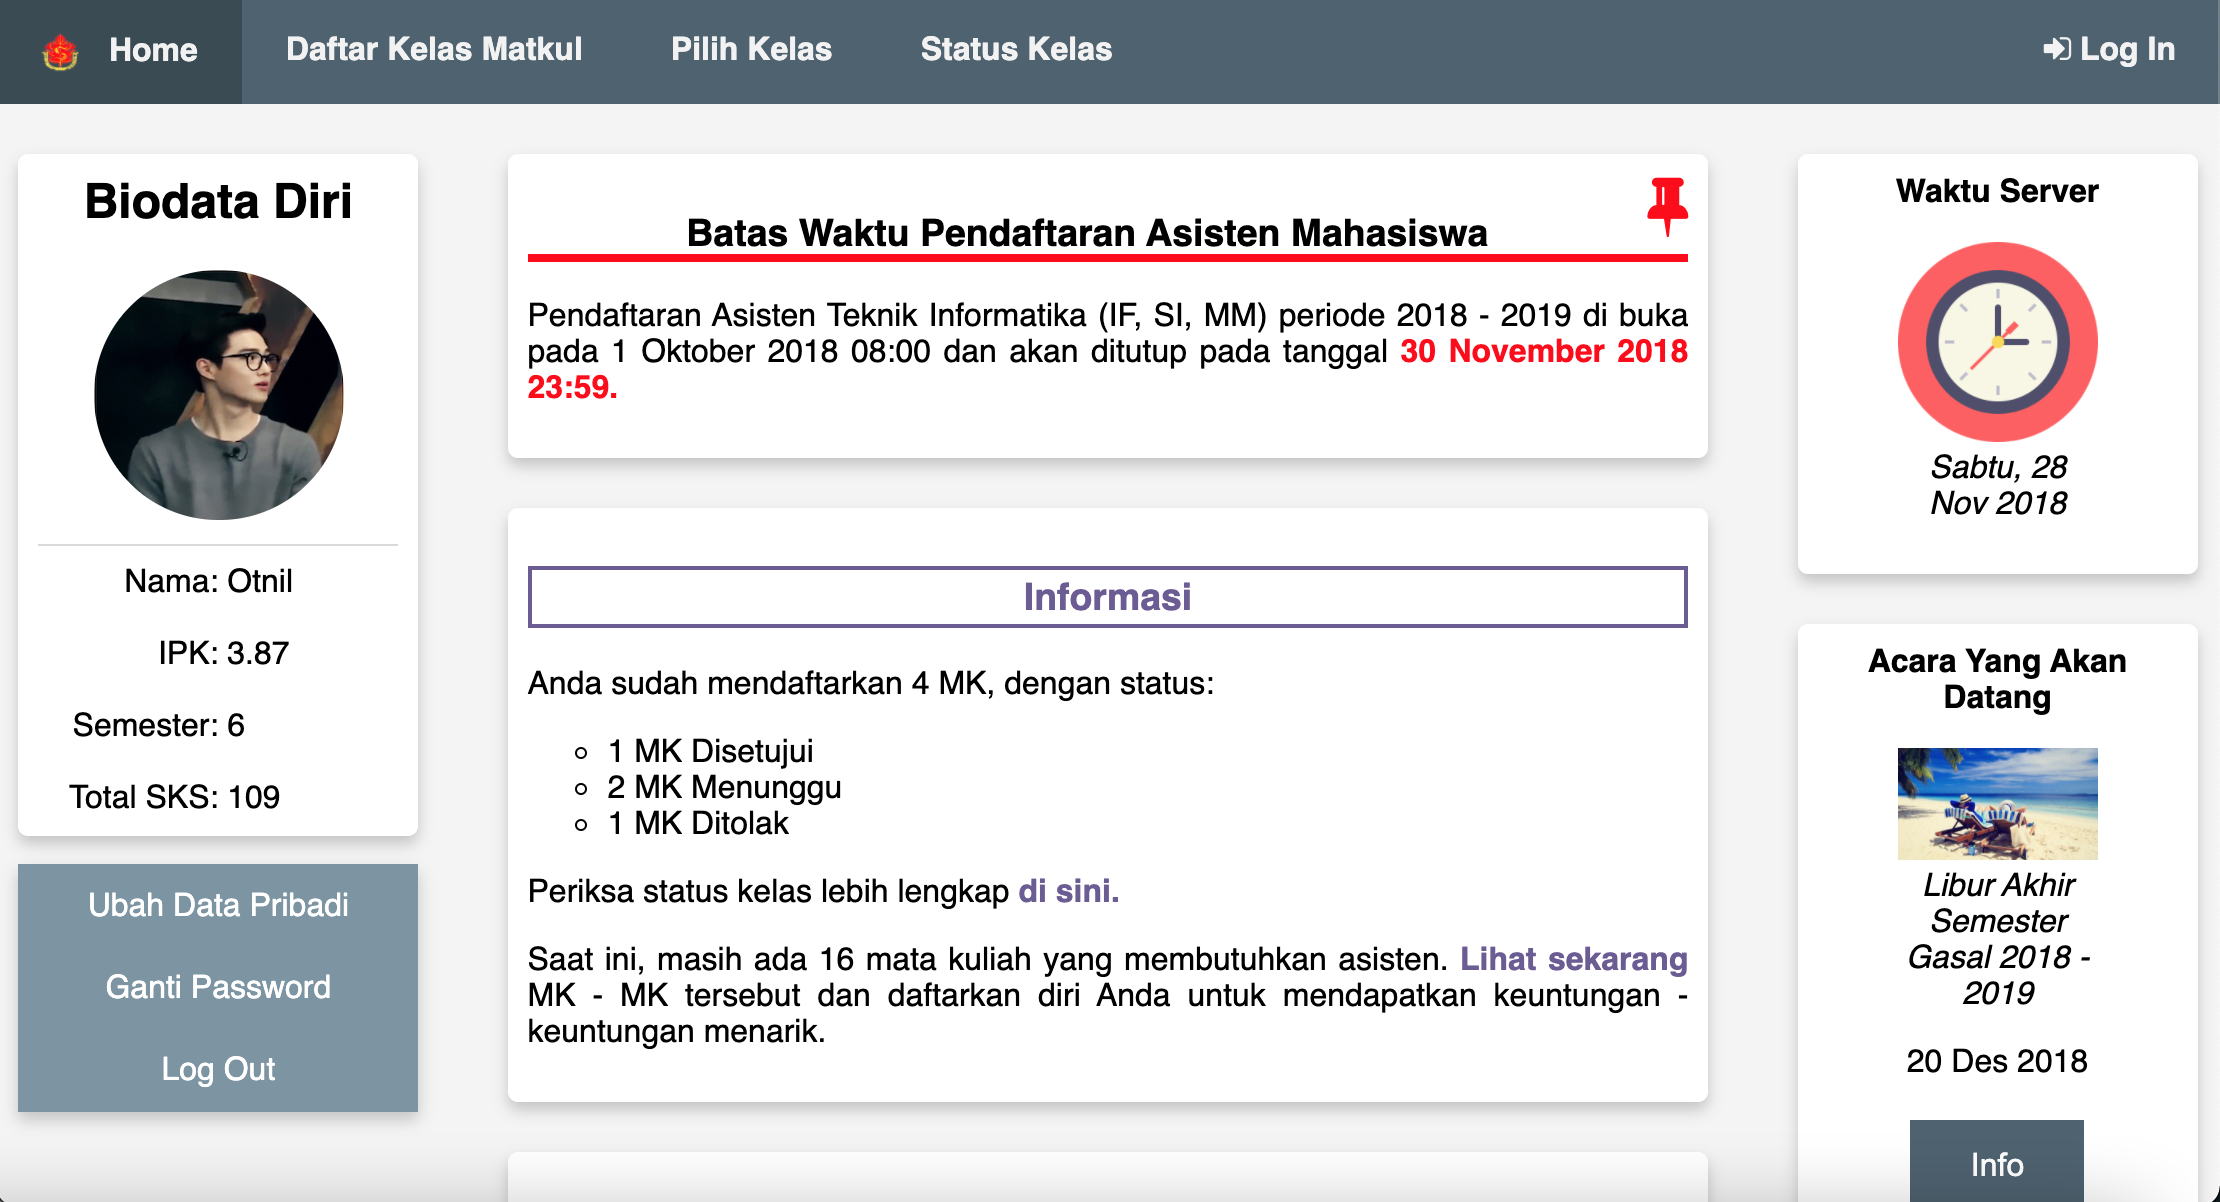 Home
Daftar Kelas Matkul
Pilih Kelas
Status Kelas
Log In
Biodata Diri
Nama: Otnil
IPK: 3.87
Semester: 6
Total SKS: 109
Ubah Data Pribadi
Ganti Password
Log Out
Batas Waktu Pendaftaran Asisten Mahasiswa
Pendaftaran Asisten Teknik Informatika (IF, SI, MM) periode 2018 - 2019 di buka
pada 1 Oktober 2018 08:00 dan akan ditutup pada tanggal 30 November 2018
23:59.
Informasi
Anda sudah mendaftarkan 4 MK, dengan status:
1 MK Disetujui
2 MK Menunggu
1 MK Ditolak
Periksa status kelas lebih lengkap di sini.
Saat ini, masih ada 16 mata kuliah yang membutuhkan asisten. Lihat sekarang
MK - MK tersebut dan daftarkan diri Anda untuk mendapatkan keuntungan -
keuntungan menarik.
Waktu Server
Sabtu, 28
Nov 2018
Acara Yang Akan
Datang
Libur Akhir
Semester
Gasal 2018 -
2019
20 Des 2018
Info